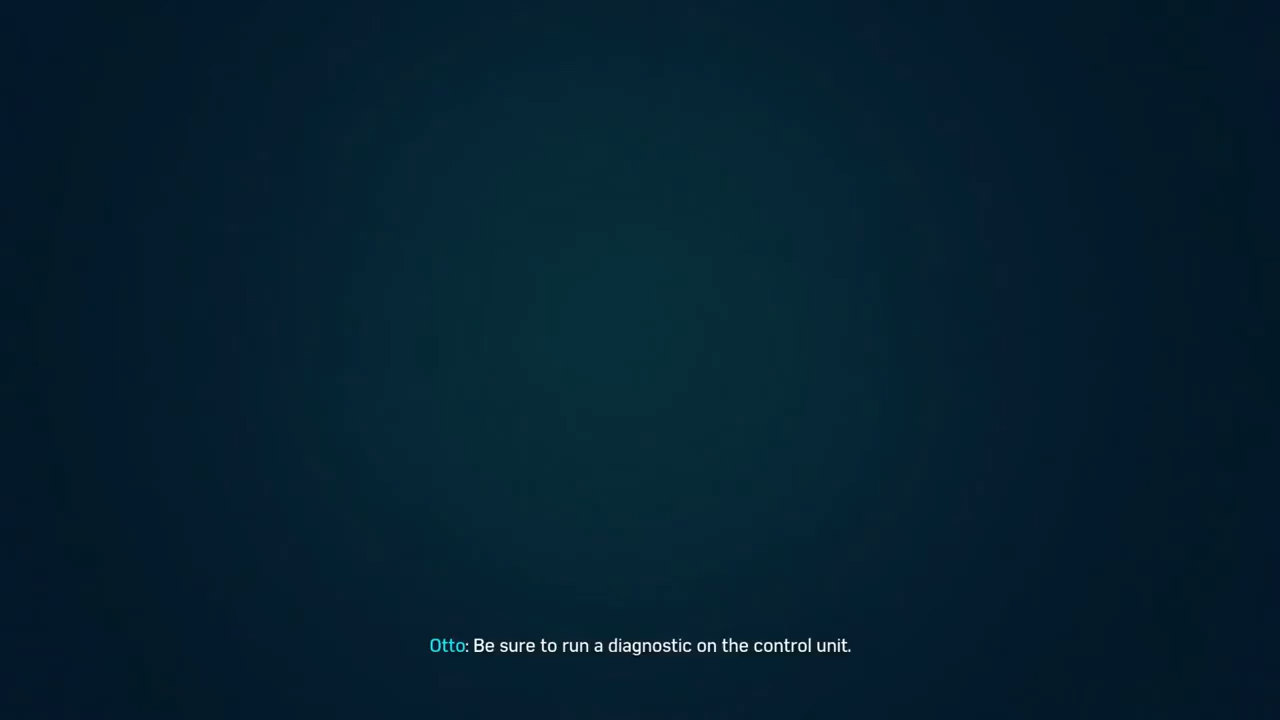 Otto: Be sure to run a diagnostic on the control unit.